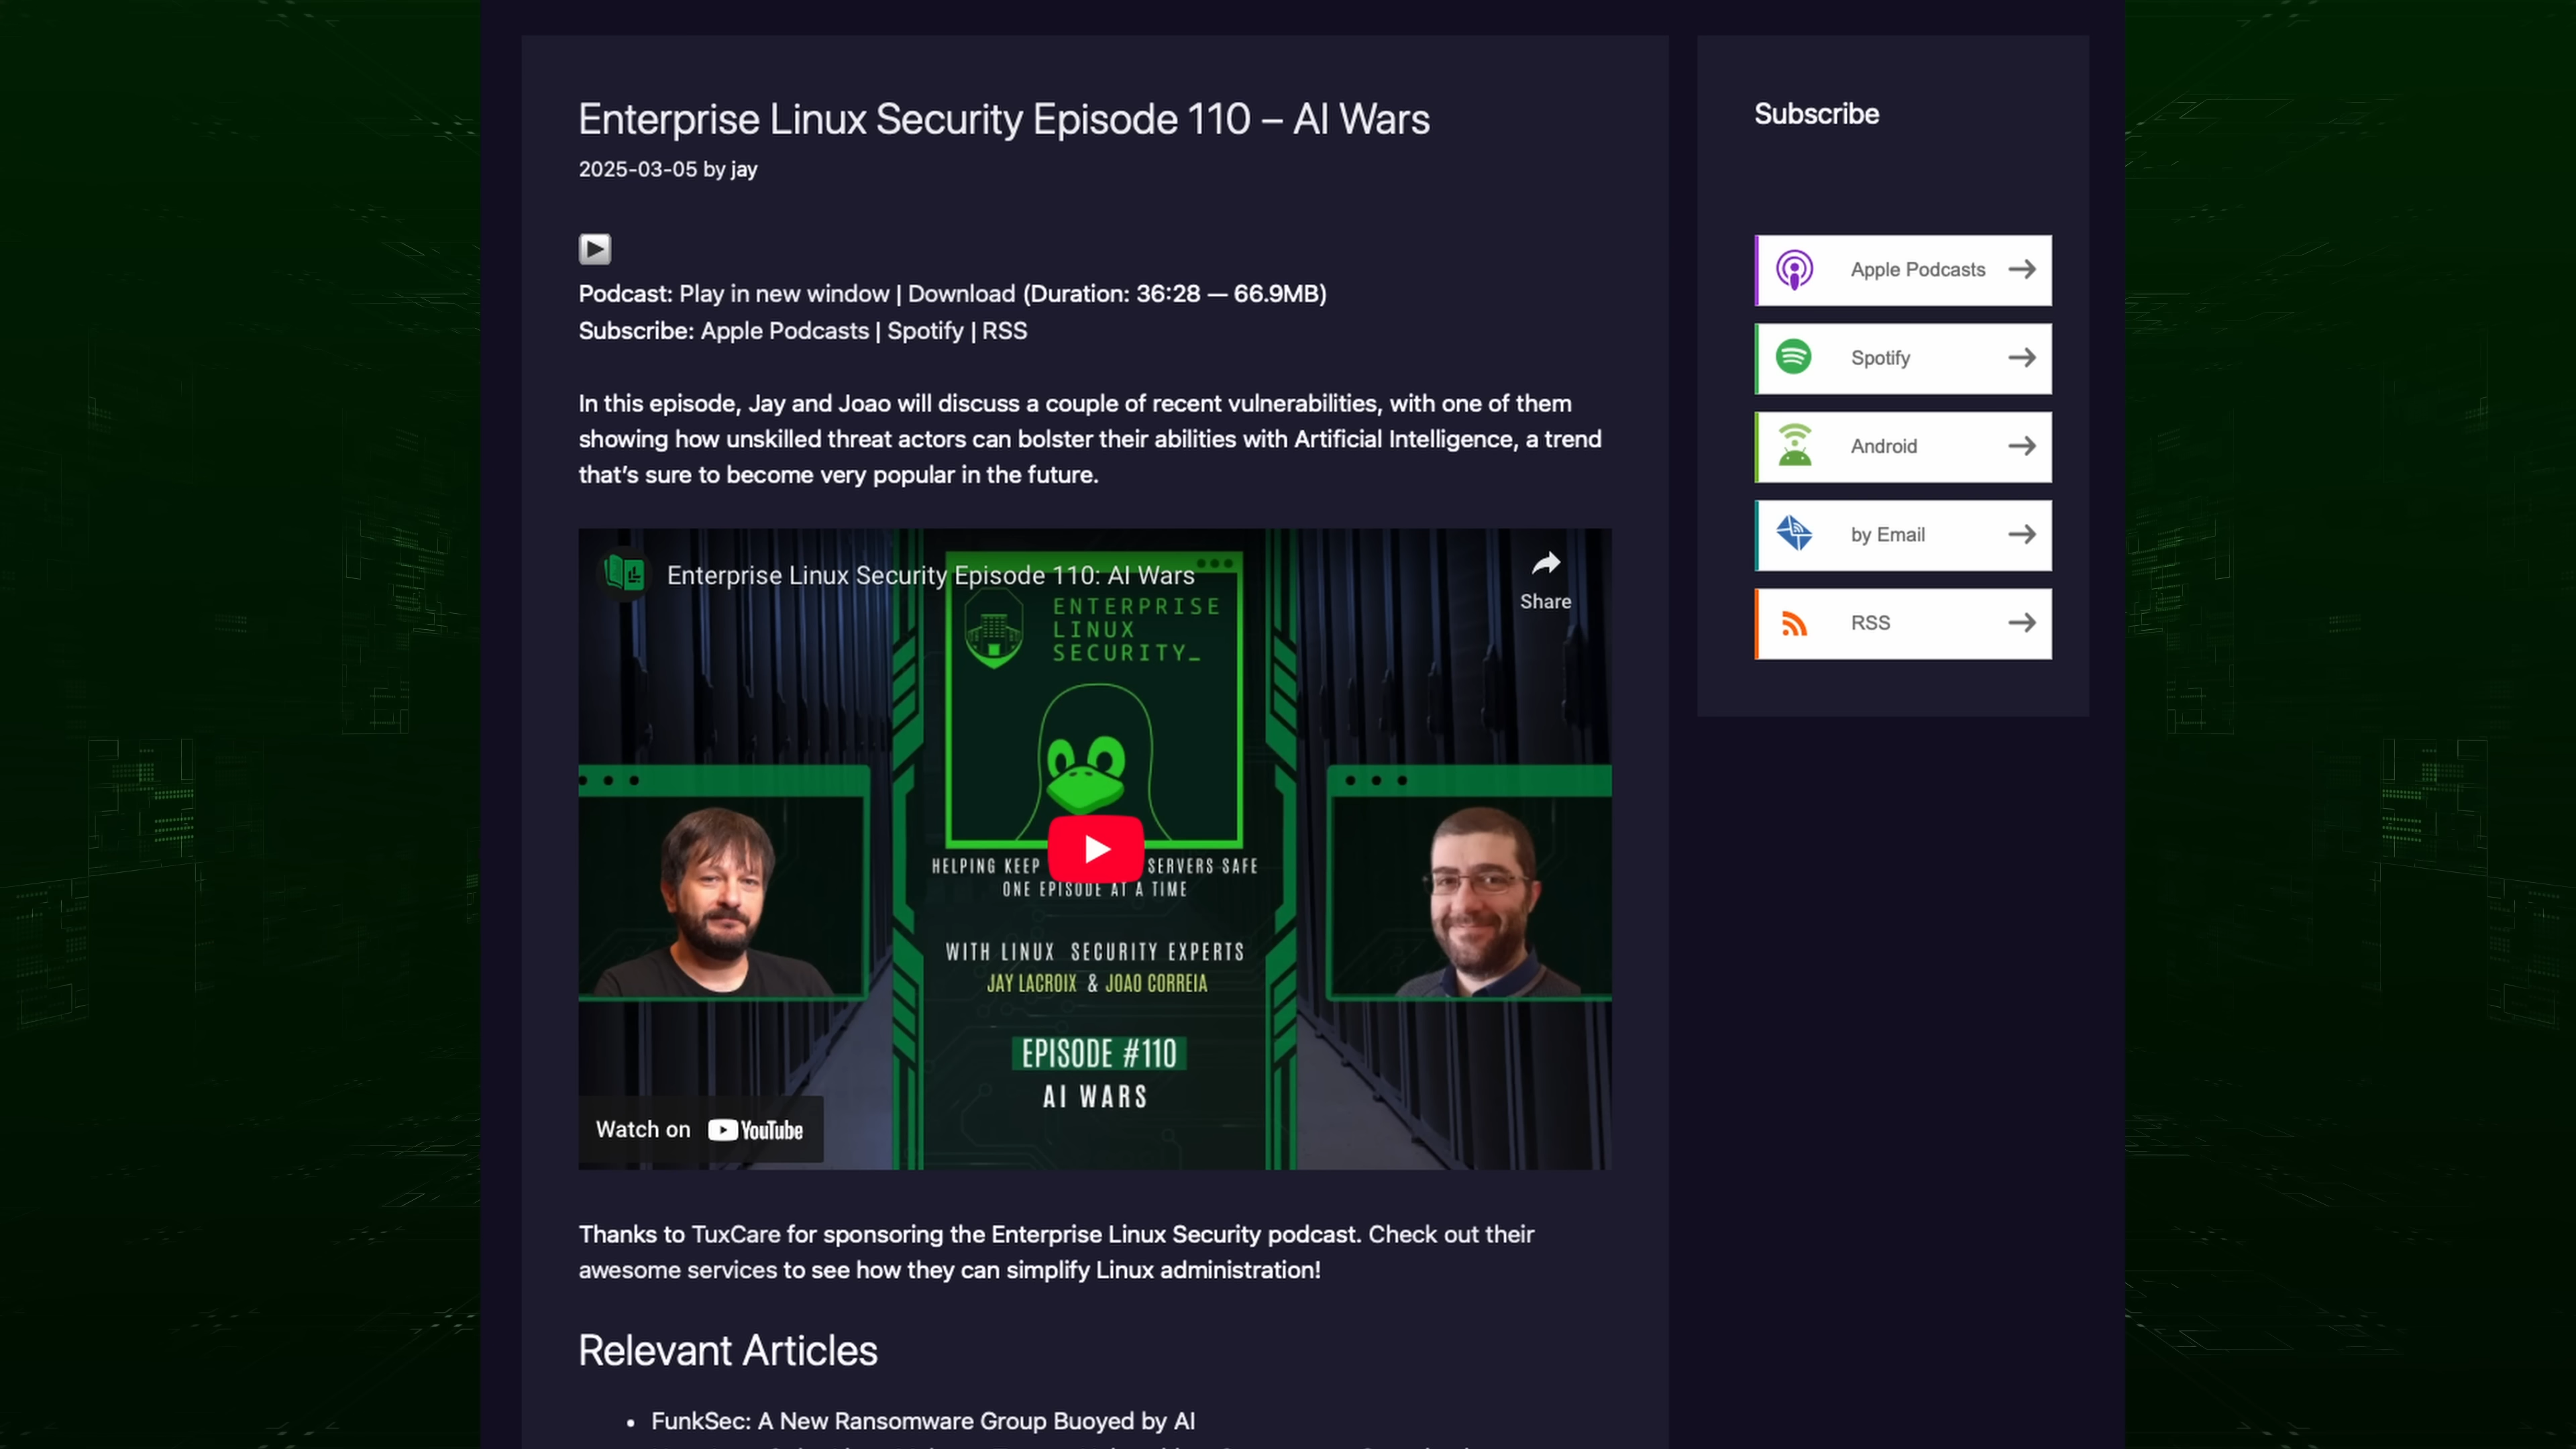 Enterprise Linux Security Episode 110 – AI Wars
2025-03-05 by jay
Podcast: Play in new window | Download (Duration: 36:28 — 66.9MB)
Subscribe: Apple Podcasts | Spotify | RSS
In this episode, Jay and Joao will discuss a couple of recent vulnerabilities, with one of them
showing how unskilled threat actors can bolster their abilities with Artificial Intelligence, a trend
that’s sure to become very popular in the future.
Enterprise Linux Security Episode 110: AI Wars
Share
ENTERPRISE
LINUX
SECURITY_
HELPING KEEP SERVERS SAFE
ONE EPISODE AT A TIME
WITH LINUX SECURITY EXPERTS
JAY LACROIX & JOAO CORREIA
EPISODE #110
AI WARS
Watch on YouTube
Thanks to TuxCare for sponsoring the Enterprise Linux Security podcast. Check out their
awesome services to see how they can simplify Linux administration!
Relevant Articles
• FunkSec: A New Ransomware Group Buoyed by AI
Subscribe
Apple Podcasts
Spotify
Android
by Email
RSS